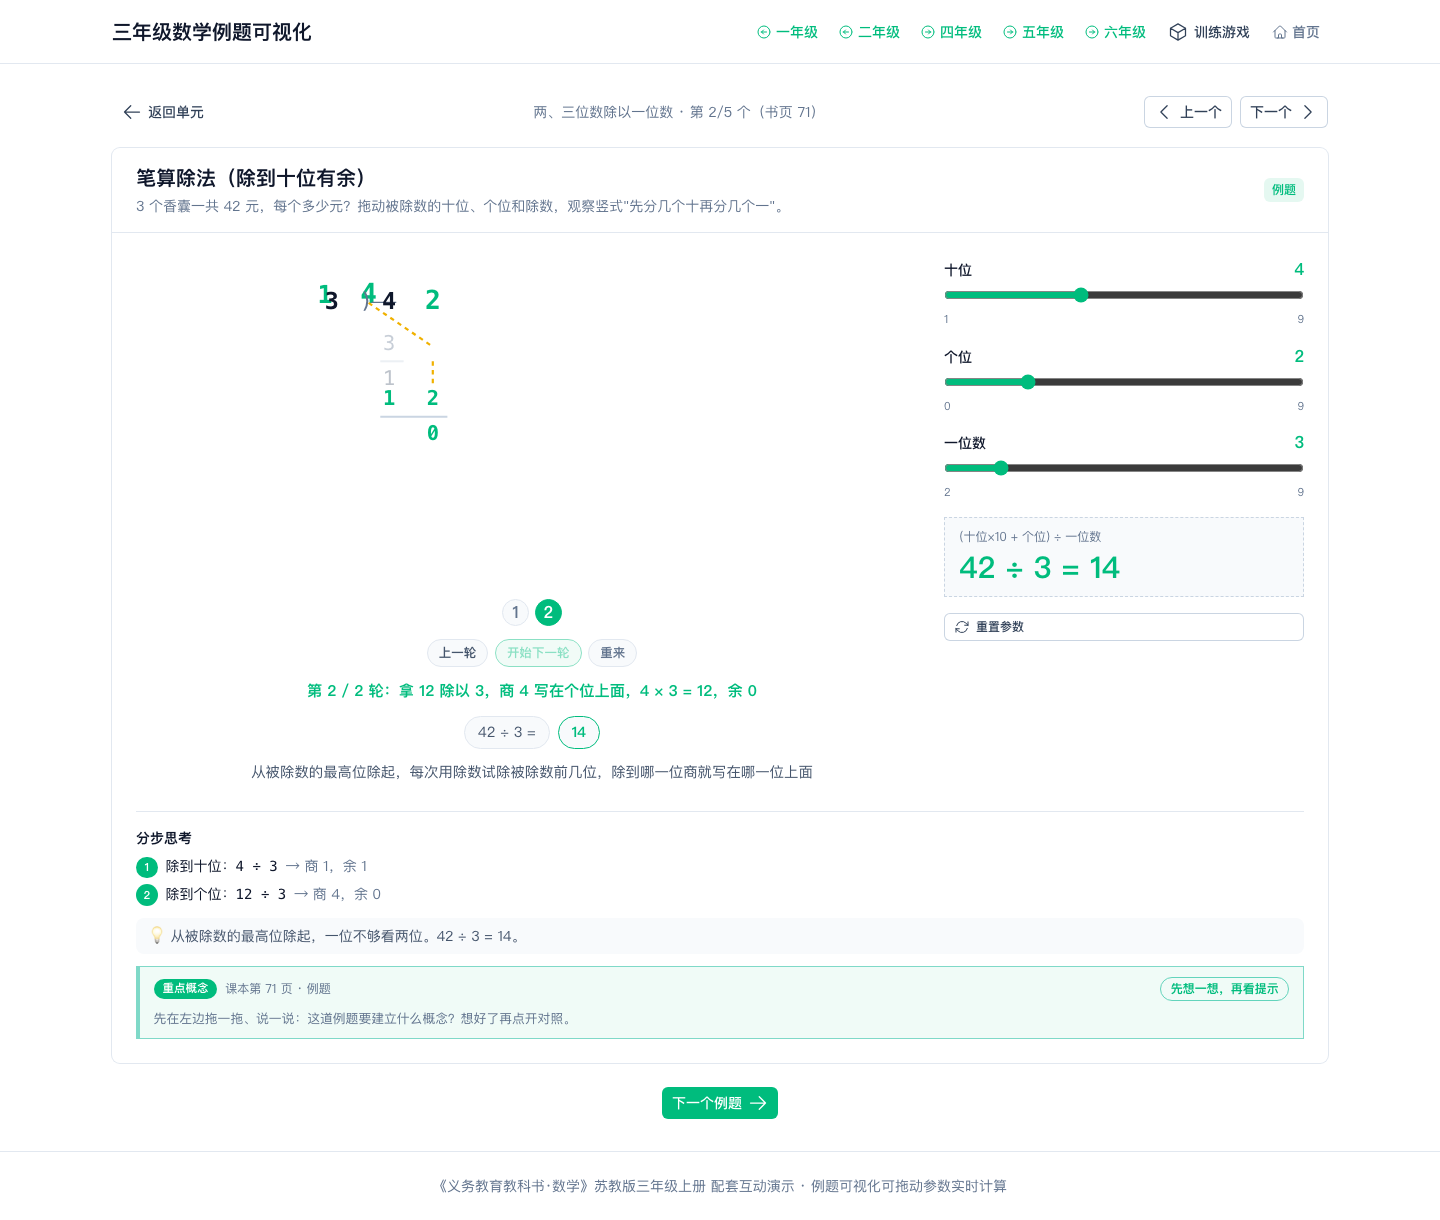 三年级数学例题可视化
一年级 二年级 四年级 五年级 六年级 训练游戏 首页
返回单元
两、三位数除以一位数 · 第 2/5 个（书页 71）
上一个 下一个
笔算除法（除到十位有余）
3 个香囊一共 42 元，每个多少元？拖动被除数的十位、个位和除数，观察竖式"先分几个十再分几个一"。
例题
1 4
3 ) 4 2
3
1
1 2
0
十位 4
1 9
个位 2
0 9
一位数 3
2 9
(十位×10 + 个位) ÷ 一位数
42 ÷ 3 = 14
重置参数
1 2
上一轮 开始下一轮 重来
第 2 / 2 轮：拿 12 除以 3，商 4 写在个位上面，4 × 3 = 12，余 0
42 ÷ 3 = 14
从被除数的最高位除起，每次用除数试除被除数前几位，除到哪一位商就写在哪一位上面
分步思考
1 除到十位：4 ÷ 3 → 商 1，余 1
2 除到个位：12 ÷ 3 → 商 4，余 0
💡 从被除数的最高位除起，一位不够看两位。42 ÷ 3 = 14。
重点概念 课本第 71 页 · 例题
先想一想，再看提示
先在左边拖一拖、说一说：这道例题要建立什么概念？想好了再点开对照。
下一个例题
《义务教育教科书·数学》苏教版三年级上册 配套互动演示 · 例题可视化可拖动参数实时计算